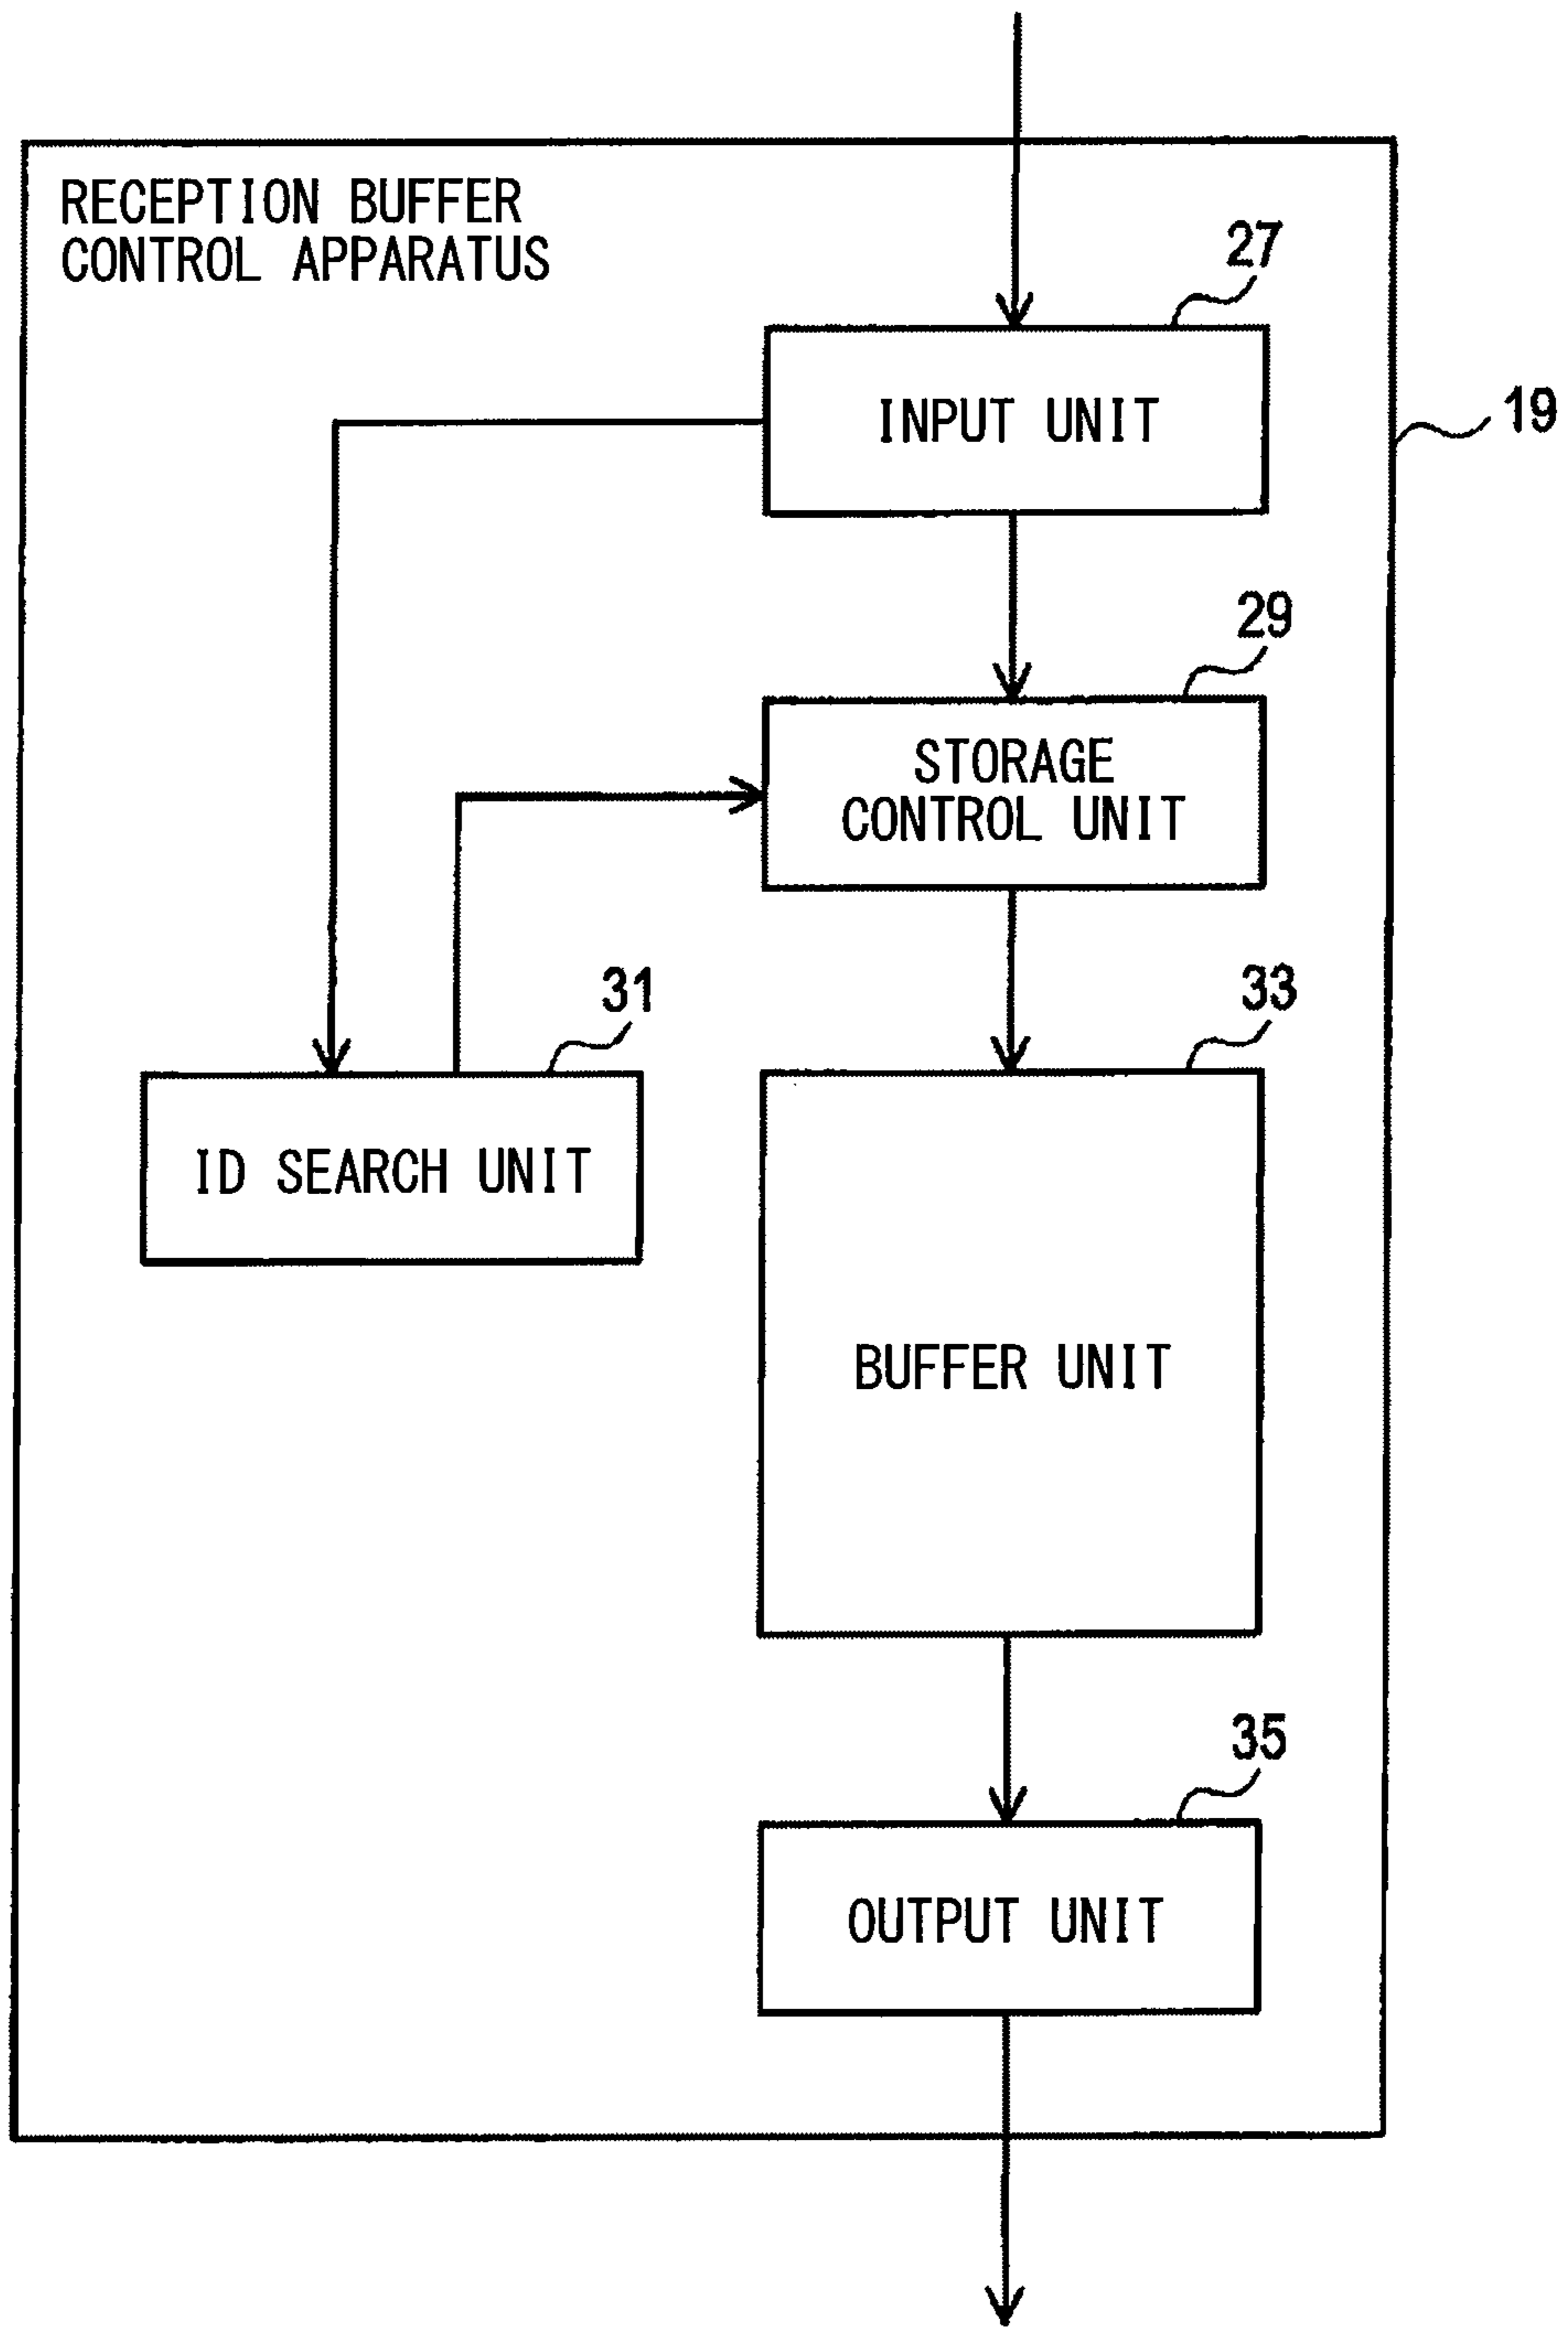 RECEPTION BUFFER
CONTROL APPARATUS
27
INPUT UNIT
19
29
STORAGE
CONTROL UNIT
31
33
ID SEARCH UNIT
BUFFER UNIT
35
OUTPUT UNIT